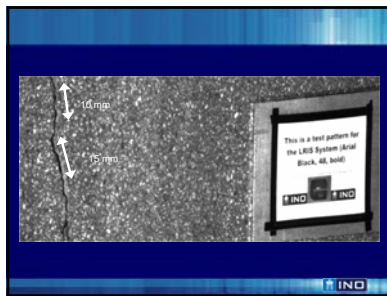 10 mm
15 mm
This is a test pattern for
the LRIS System (Arial
Black, 48, bold)
INO
INO
INO